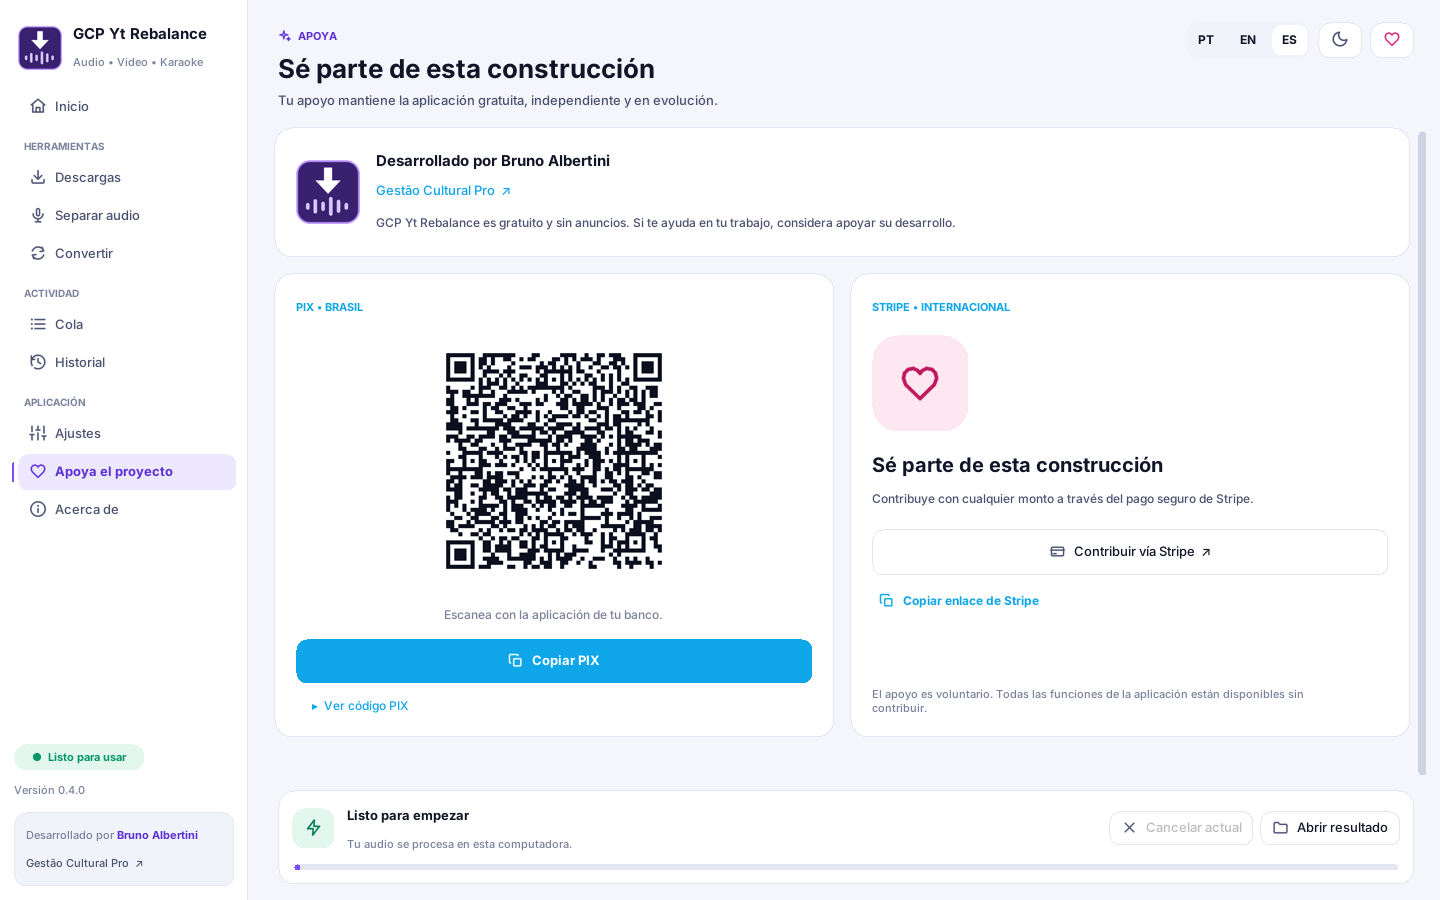 GCP Yt Rebalance
Audio • Video • Karaoke
Inicio
HERRAMIENTAS
Descargas
Separar audio
Convertir
ACTIVIDAD
Cola
Historial
APLICACIÓN
Ajustes
Apoya el proyecto
Acerca de
Listo para usar
Versión 0.4.0
Desarrollado por Bruno Albertini
Gestão Cultural Pro ↗
APOYA
Sé parte de esta construcción
Tu apoyo mantiene la aplicación gratuita, independiente y en evolución.
PT EN ES
Desarrollado por Bruno Albertini
Gestão Cultural Pro ↗
GCP Yt Rebalance es gratuito y sin anuncios. Si te ayuda en tu trabajo, considera apoyar su desarrollo.
PIX • BRASIL
Escanea con la aplicación de tu banco.
Copiar PIX
▸ Ver código PIX
STRIPE • INTERNACIONAL
Sé parte de esta construcción
Contribuye con cualquier monto a través del pago seguro de Stripe.
Contribuir vía Stripe ↗
Copiar enlace de Stripe
El apoyo es voluntario. Todas las funciones de la aplicación están disponibles sin
contribuir.
Listo para empezar
Tu audio se procesa en esta computadora.
Cancelar actual
Abrir resultado